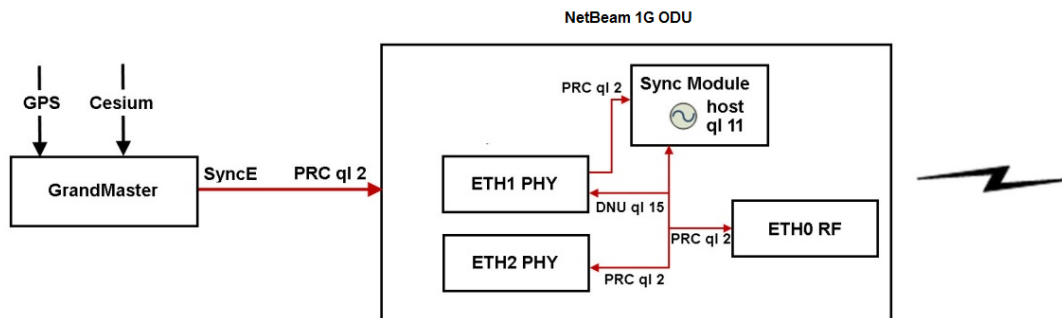 NetBeam 1G ODU
GPS
Cesium
GrandMaster
SyncE
PRC ql 2
PRC ql 2
Sync Module
host
ql 11
ETH1 PHY
DNU ql 15
PRC ql 2
ETH0 RF
ETH2 PHY
PRC ql 2